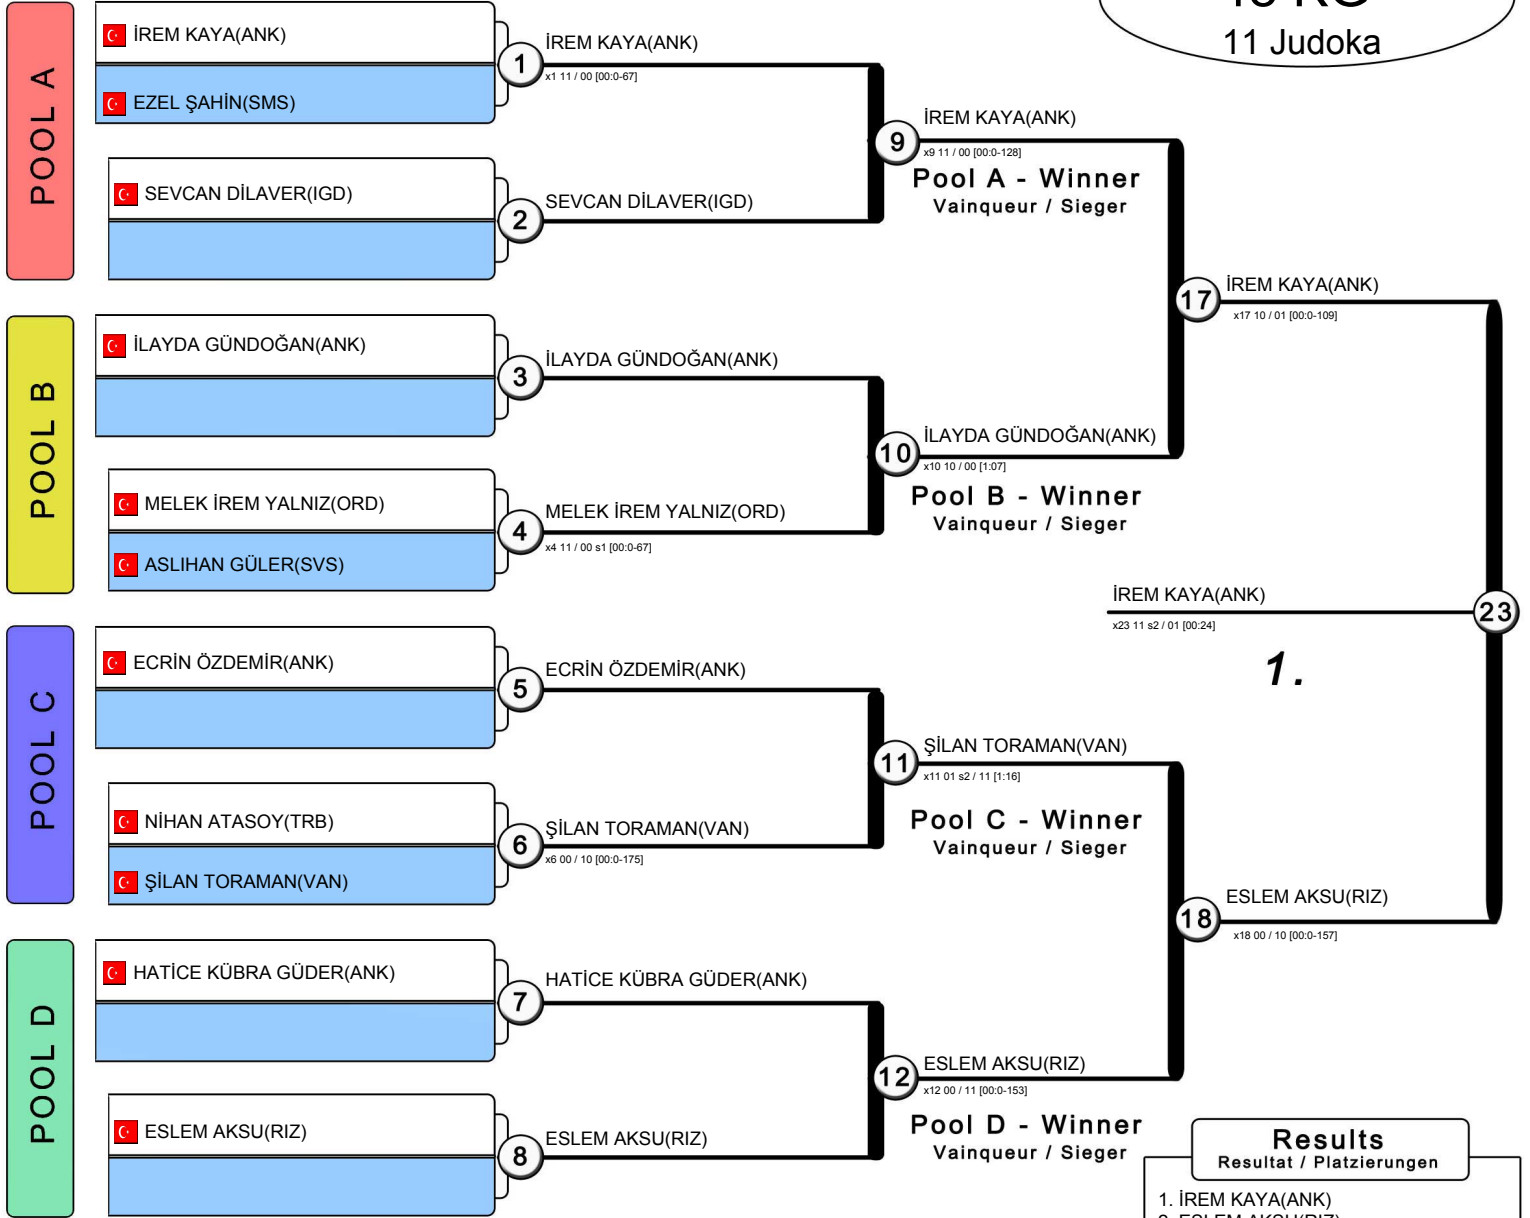 11 Judoka
POOL A
İREM KAYA(ANK)
EZEL ŞAHİN(SMS)
1
İREM KAYA(ANK)
x1 11 / 00 [00:0-67]
SEVCAN DİLAVER(IGD)
2
SEVCAN DİLAVER(IGD)
9
İREM KAYA(ANK)
x9 11 / 00 [00:0-128]
Pool A - Winner
Vainqueur / Sieger
POOL B
İLAYDA GÜNDOĞAN(ANK)
3
İLAYDA GÜNDOĞAN(ANK)
MELEK İREM YALNIZ(ORD)
ASLIHAN GÜLER(SVS)
4
MELEK İREM YALNIZ(ORD)
x4 11 / 00 s1 [00:0-67]
10
İLAYDA GÜNDOĞAN(ANK)
x10 10 / 00 [1:07]
Pool B - Winner
Vainqueur / Sieger
17
İREM KAYA(ANK)
x17 10 / 01 [00:0-109]
POOL C
ECRİN ÖZDEMİR(ANK)
5
ECRİN ÖZDEMİR(ANK)
NİHAN ATASOY(TRB)
ŞİLAN TORAMAN(VAN)
6
ŞİLAN TORAMAN(VAN)
x6 00 / 10 [00:0-175]
11
ŞİLAN TORAMAN(VAN)
x11 01 s2 / 11 [1:16]
Pool C - Winner
Vainqueur / Sieger
POOL D
HATİCE KÜBRA GÜDER(ANK)
7
HATİCE KÜBRA GÜDER(ANK)
ESLEM AKSU(RIZ)
8
ESLEM AKSU(RIZ)
12
ESLEM AKSU(RIZ)
x12 00 / 11 [00:0-153]
Pool D - Winner
Vainqueur / Sieger
18
ESLEM AKSU(RIZ)
x18 00 / 10 [00:0-157]
İREM KAYA(ANK)
23
x23 11 s2 / 01 [00:24]
1.
Results
Resultat / Platzierungen
1. İREM KAYA(ANK)
2. ESLEM AKSU(RIZ)